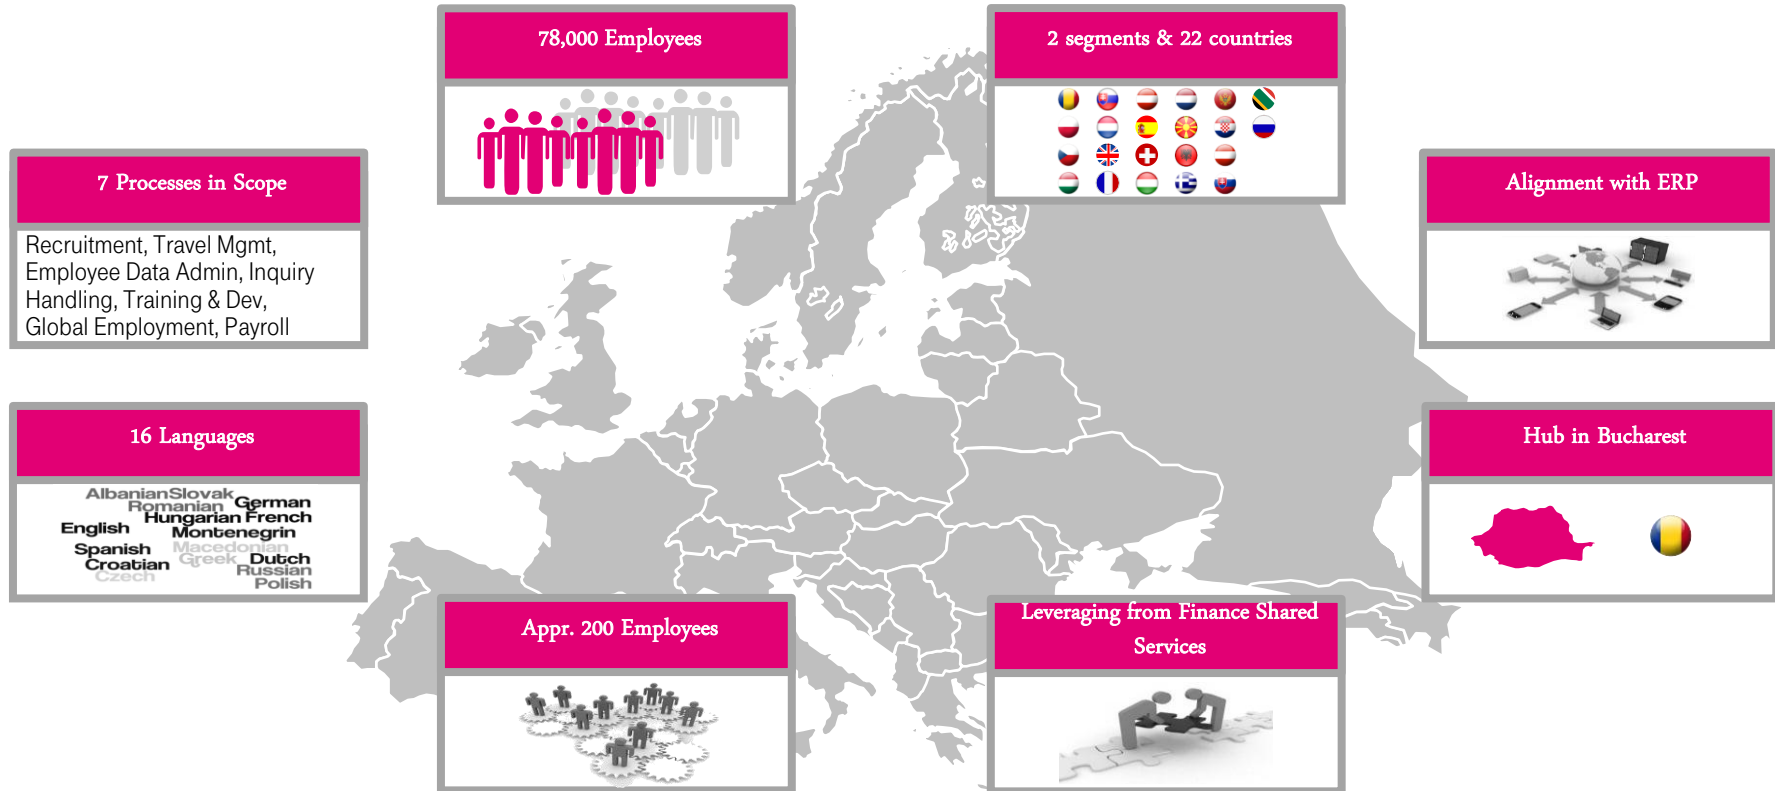 78,000 Employees
2 segments & 22 countries
7 Processes in Scope
Recruitment, Travel Mgmt,
Employee Data Admin, Inquiry
Handling, Training & Dev,
Global Employment, Payroll
Alignment with ERP
16 Languages
Albanian Slovak
Romanian German
Hungarian French
English Montenegrin
Spanish Macedonian
Croatian Greek Dutch
Czech Russian
Polish
Hub in Bucharest
Appr. 200 Employees
Leveraging from Finance Shared
Services